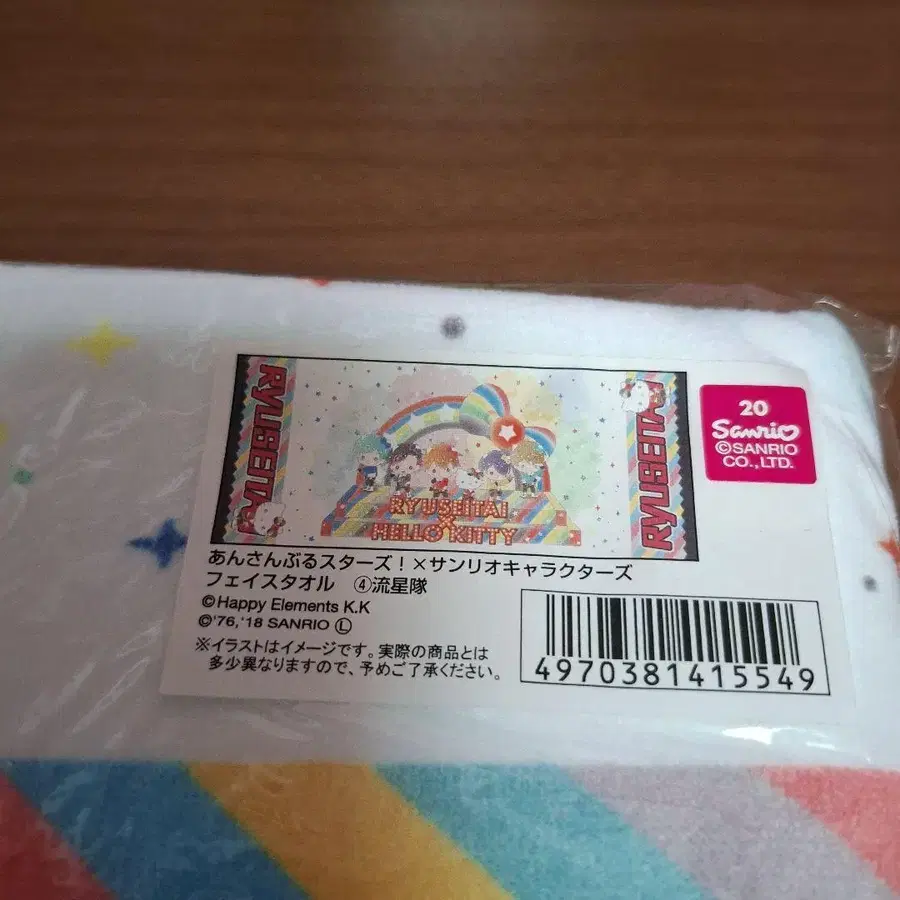 RYUSEITAI
RYUSEITAI
RYUSEITAI
×
HELLO KITTY
20
Sanrio
©SANRIO
CO., LTD.
あんさんぶるスターズ！×サンリオキャラクターズ
フェイスタオル ④流星隊
©Happy Elements K.K
©'76,'18 SANRIO Ⓛ
※イラストはイメージです。実際の商品とは
多少異なりますので、予めご了承ください。
4970381415549